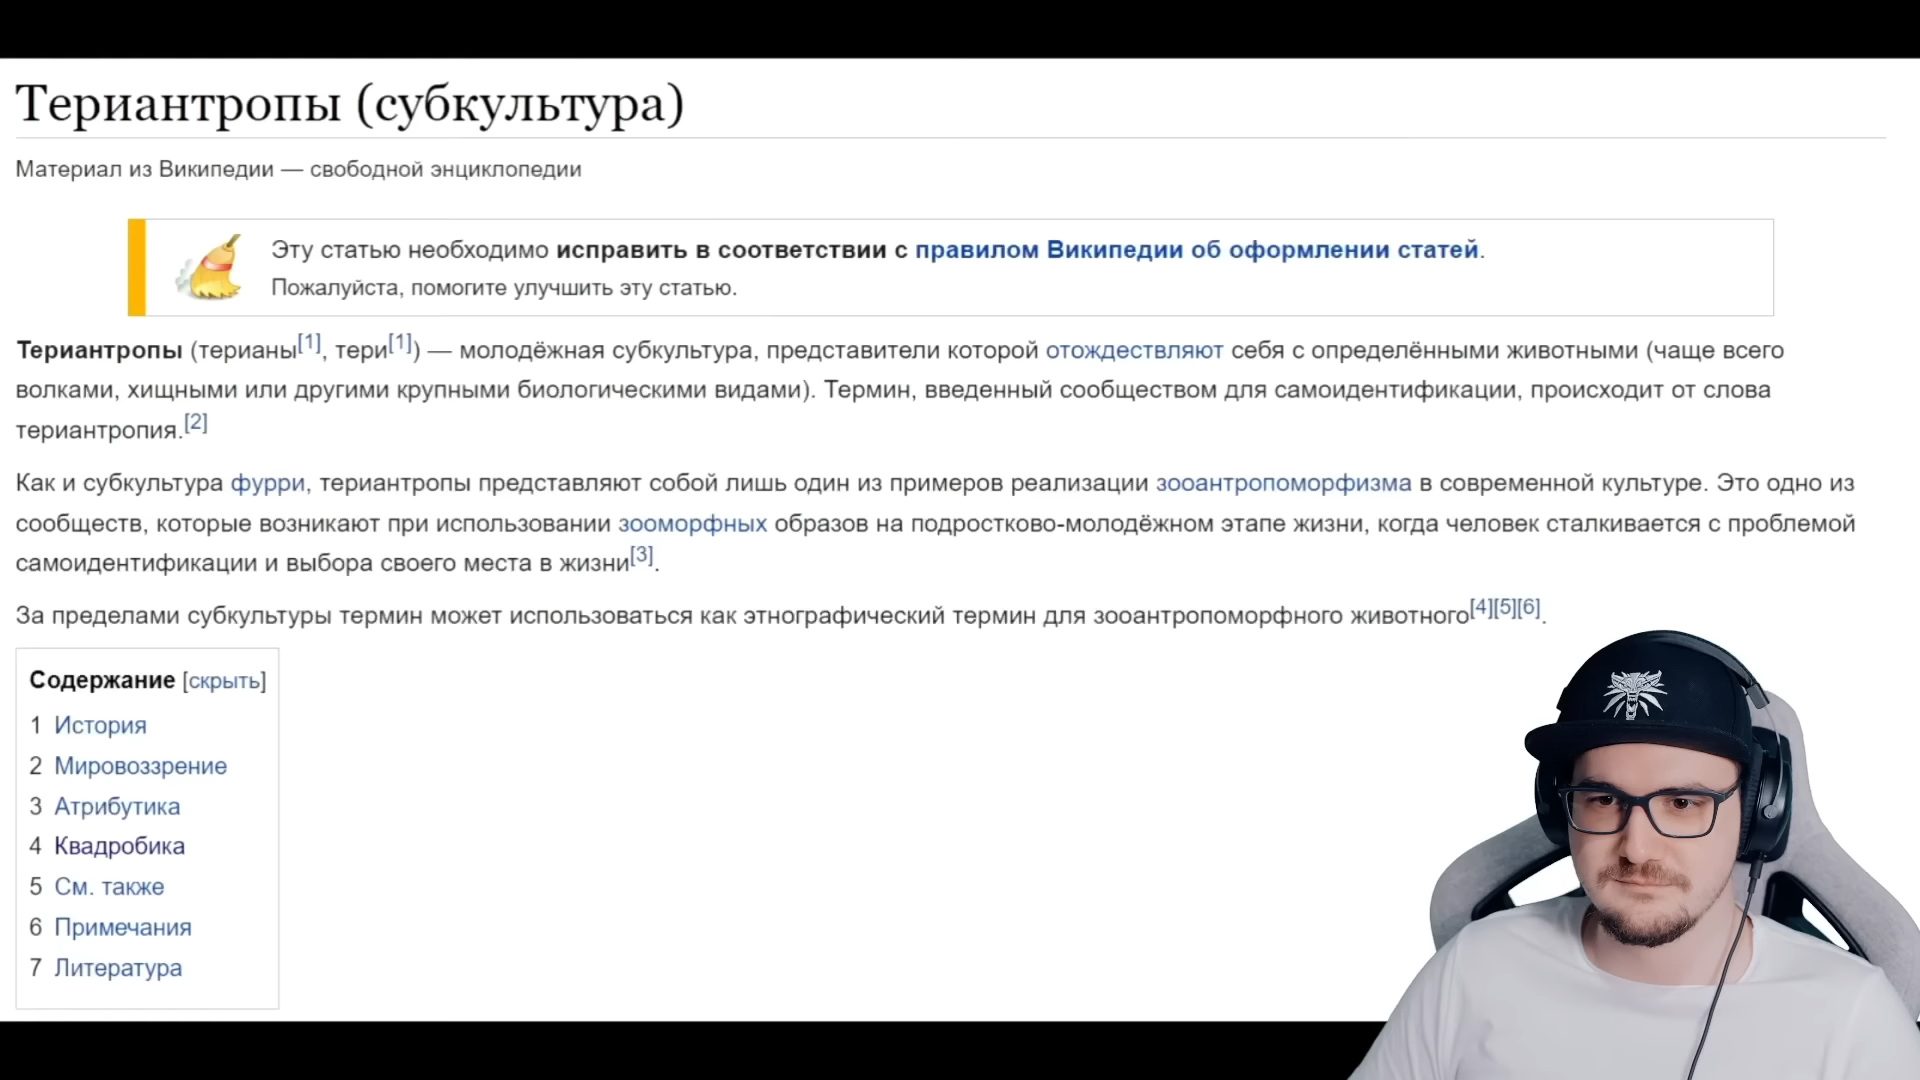 Териантропы (субкультура)
Материал из Википедии — свободной энциклопедии
Эту статью необходимо исправить в соответствии с правилом Википедии об оформлении статей.
Пожалуйста, помогите улучшить эту статью.
Териантропы (терианы[1], тери[1]) — молодёжная субкультура, представители которой отождествляют себя с определёнными животными (чаще всего
волками, хищными или другими крупными биологическими видами). Термин, введенный сообществом для самоидентификации, происходит от слова
териантропия.[2]
Как и субкультура фурри, териантропы представляют собой лишь один из примеров реализации зооантропоморфизма в современной культуре. Это одно из
сообществ, которые возникают при использовании зооморфных образов на подростково-молодёжном этапе жизни, когда человек сталкивается с проблемой
самоидентификации и выбора своего места в жизни[3].
За пределами субкультуры термин может использоваться как этнографический термин для зооантропоморфного животного[4][5][6].
Содержание [скрыть]
1 История
2 Мировоззрение
3 Атрибутика
4 Квадробика
5 См. также
6 Примечания
7 Литература